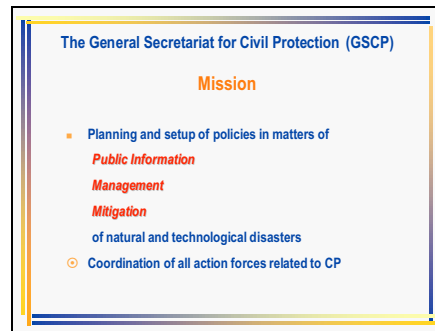 The General Secretariat for Civil Protection (GSCP)
Mission
Planning and setup of policies in matters of
Public Information
Management
Mitigation
of natural and technological disasters
Coordination of all action forces related to CP